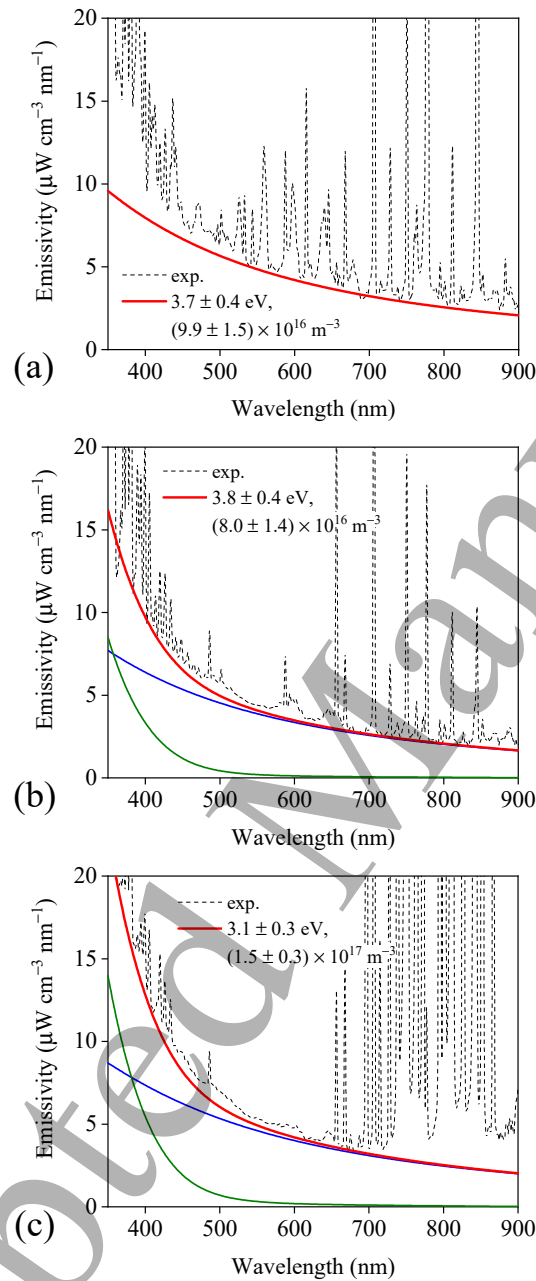 20
15
10
5
0
Emissivity (μW cm⁻³ nm⁻¹)
exp.
3.7 ± 0.4 eV,
(9.9 ± 1.5) × 10¹⁶ m⁻³
400 500 600 700 800 900
Wavelength (nm)
(a)
20
15
10
5
0
Emissivity (μW cm⁻³ nm⁻¹)
exp.
3.8 ± 0.4 eV,
(8.0 ± 1.4) × 10¹⁶ m⁻³
400 500 600 700 800 900
Wavelength (nm)
(b)
20
15
10
5
0
Emissivity (μW cm⁻³ nm⁻¹)
exp.
3.1 ± 0.3 eV,
(1.5 ± 0.3) × 10¹⁷ m⁻³
400 500 600 700 800 900
Wavelength (nm)
(c)